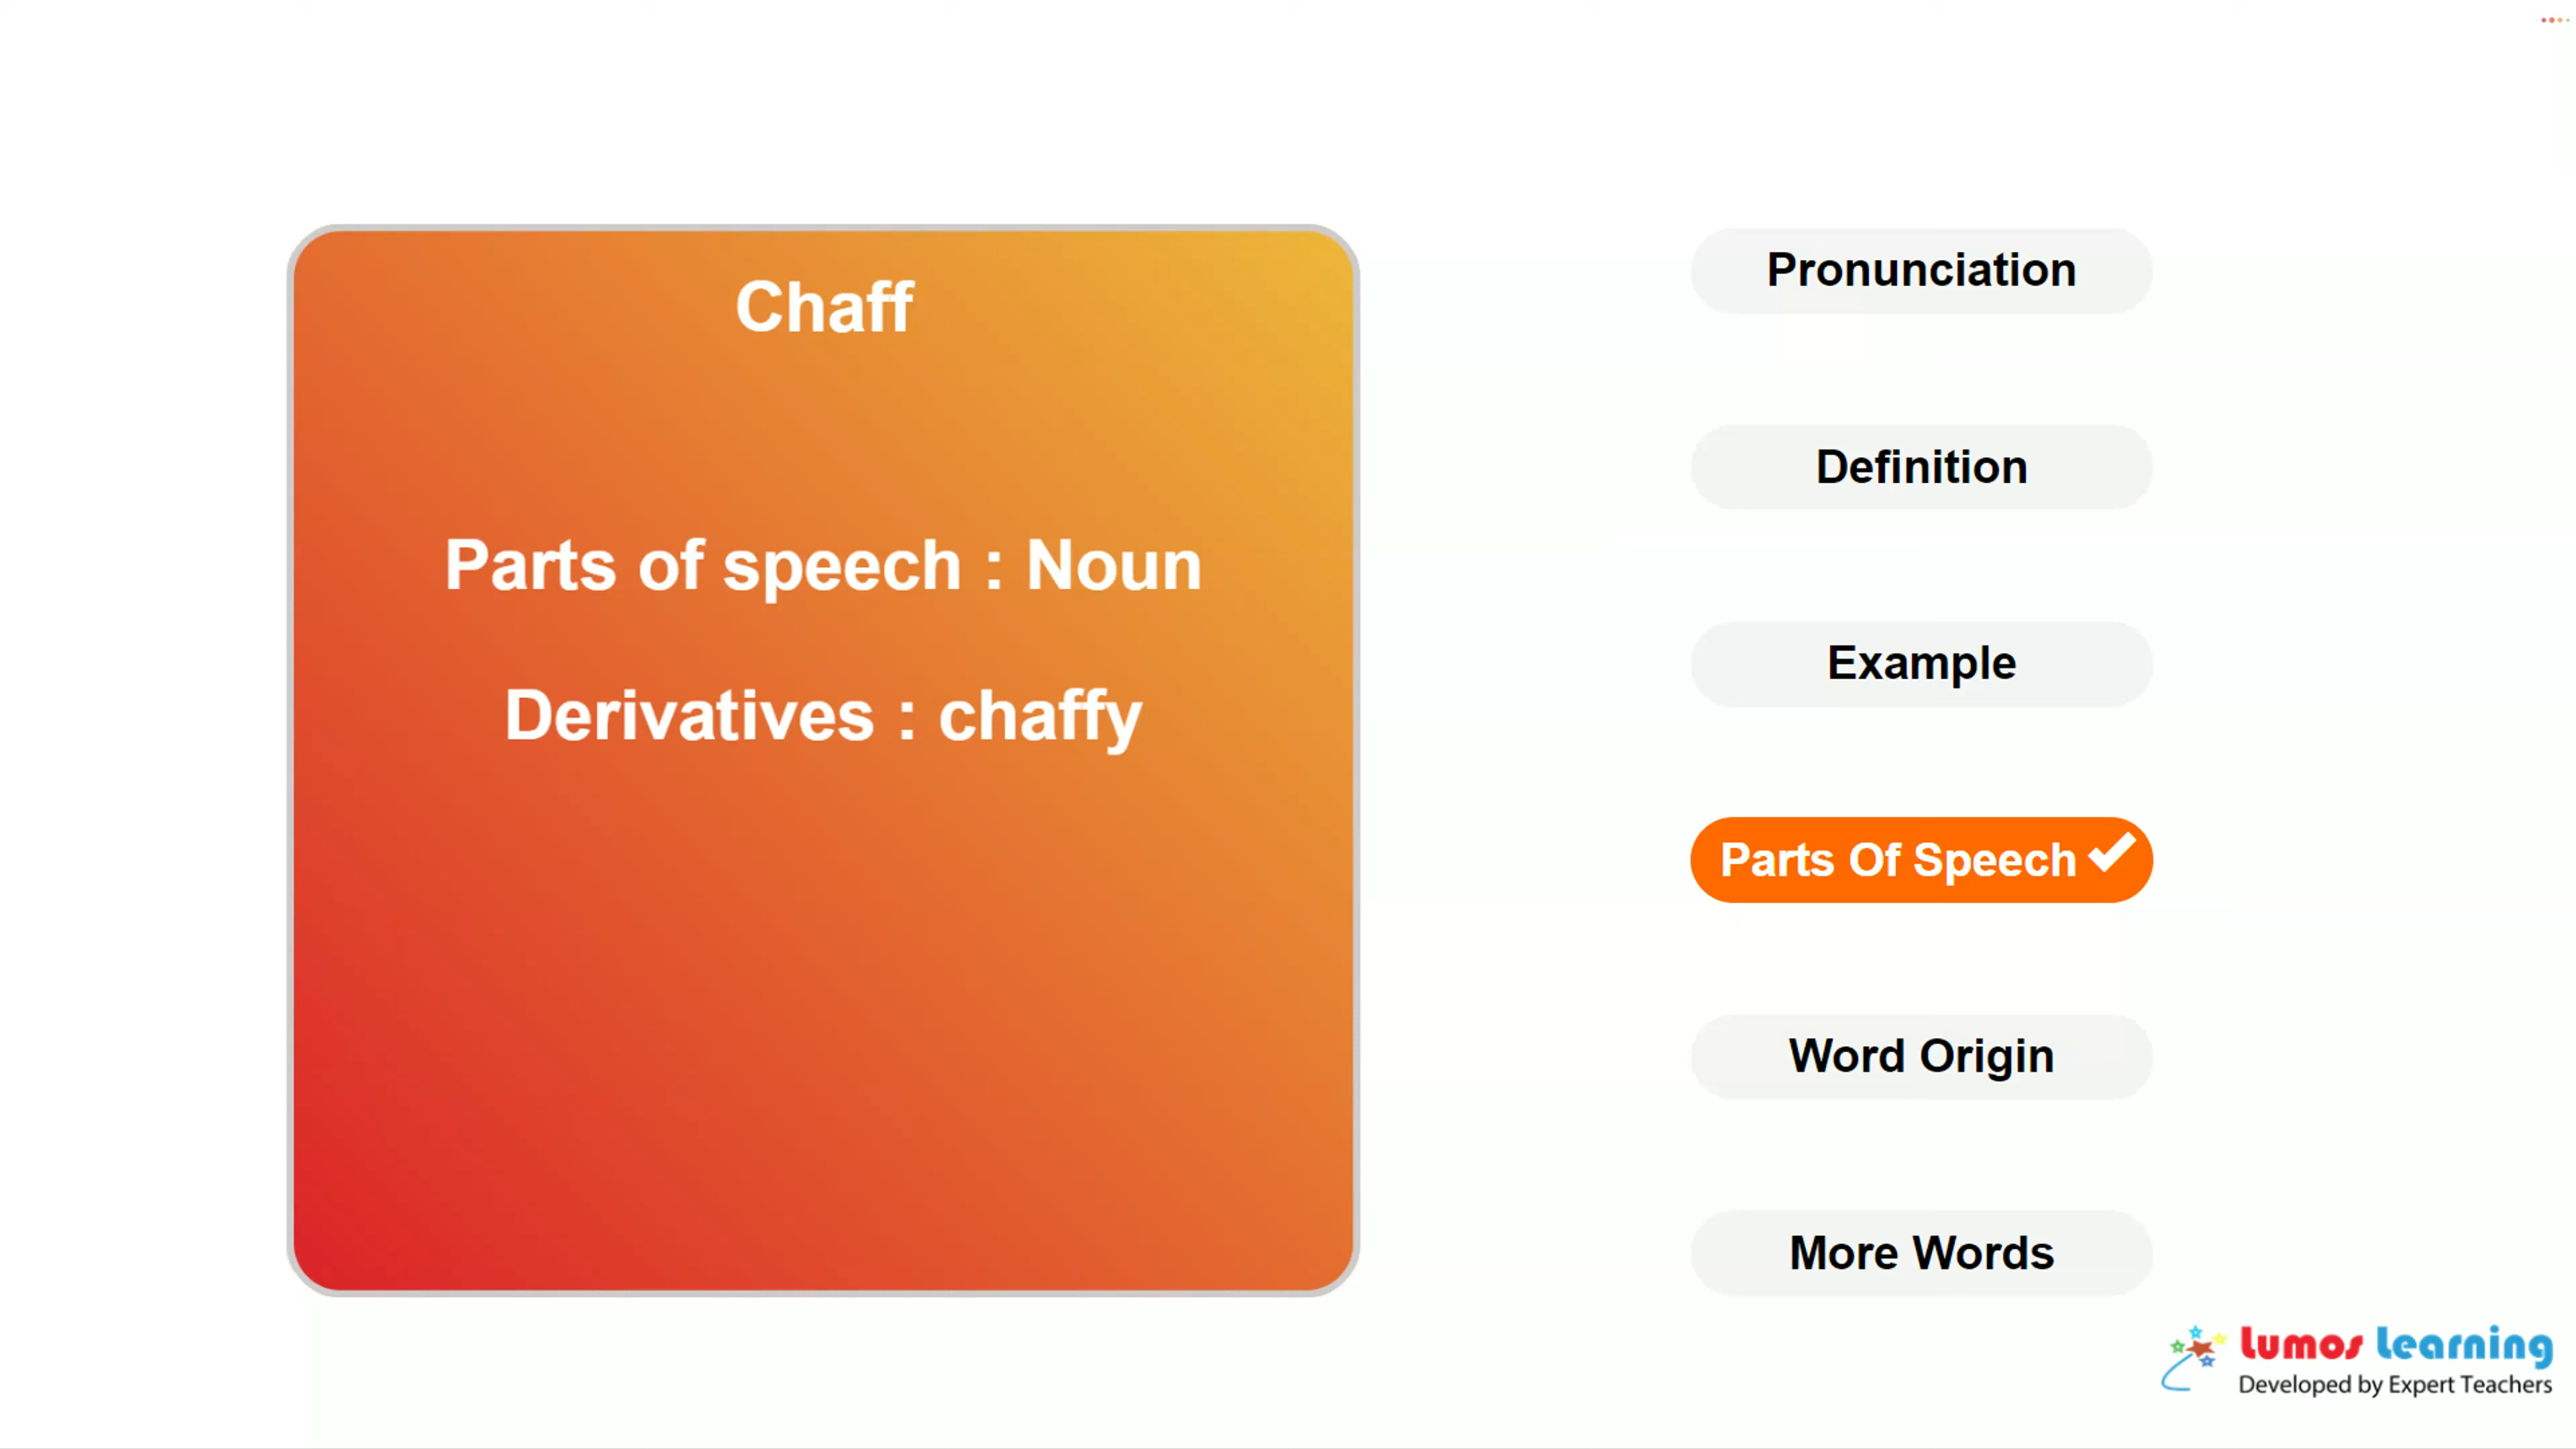 Chaff
Parts of speech : Noun
Derivatives : chaffy
Pronunciation
Definition
Example
Parts Of Speech
Word Origin
More Words
Lumos Learning
Developed by Expert Teachers